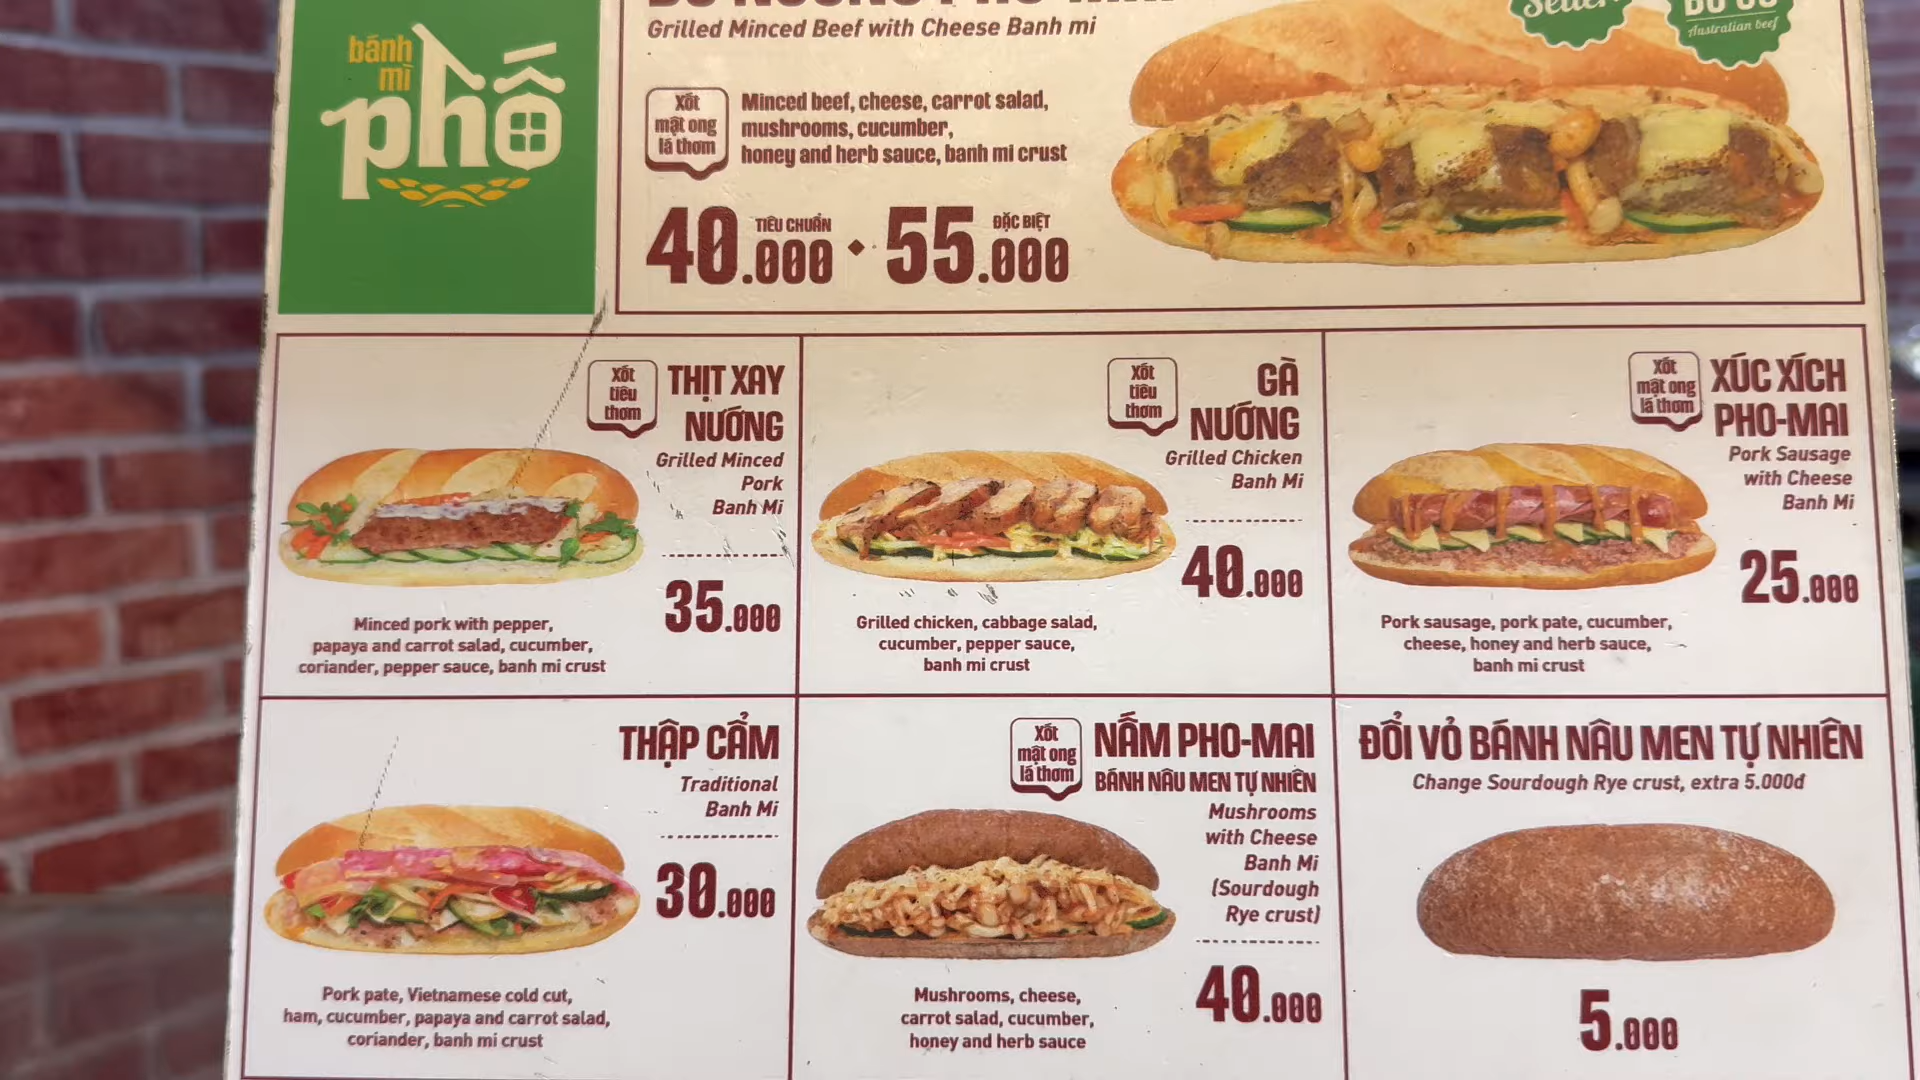 bánh
mì
phố
Grilled Minced Beef with Cheese Banh mi
Xốt
mật ong
lá thơm
Minced beef, cheese, carrot salad,
mushrooms, cucumber,
honey and herb sauce, banh mi crust
40.000 TIÊU CHUẨN • 55.000 ĐẶC BIỆT
Australian beef
Xốt
tiêu
thơm
THỊT XAY
NƯỚNG
Grilled Minced
Pork
Banh Mi
35.000
Minced pork with pepper,
papaya and carrot salad, cucumber,
coriander, pepper sauce, banh mi crust
Xốt
tiêu
thơm
GÀ
NƯỚNG
Grilled Chicken
Banh Mi
40.000
Grilled chicken, cabbage salad,
cucumber, pepper sauce,
banh mi crust
Xốt
mật ong
lá thơm
XÚC XÍCH
PHO-MAI
Pork Sausage
with Cheese
Banh Mi
25.000
Pork sausage, pork pate, cucumber,
cheese, honey and herb sauce,
banh mi crust
THẬP CẨM
Traditional
Banh Mi
30.000
Pork pate, Vietnamese cold cut,
ham, cucumber, papaya and carrot salad,
coriander, banh mi crust
Xốt
mật ong
lá thơm
NẤM PHO-MAI
BÁNH NÂU MEN TỰ NHIÊN
Mushrooms
with Cheese
Banh Mi
(Sourdough
Rye crust)
40.000
Mushrooms, cheese,
carrot salad, cucumber,
honey and herb sauce
ĐỔI VỎ BÁNH NÂU MEN TỰ NHIÊN
Change Sourdough Rye crust, extra 5.000đ
5.000